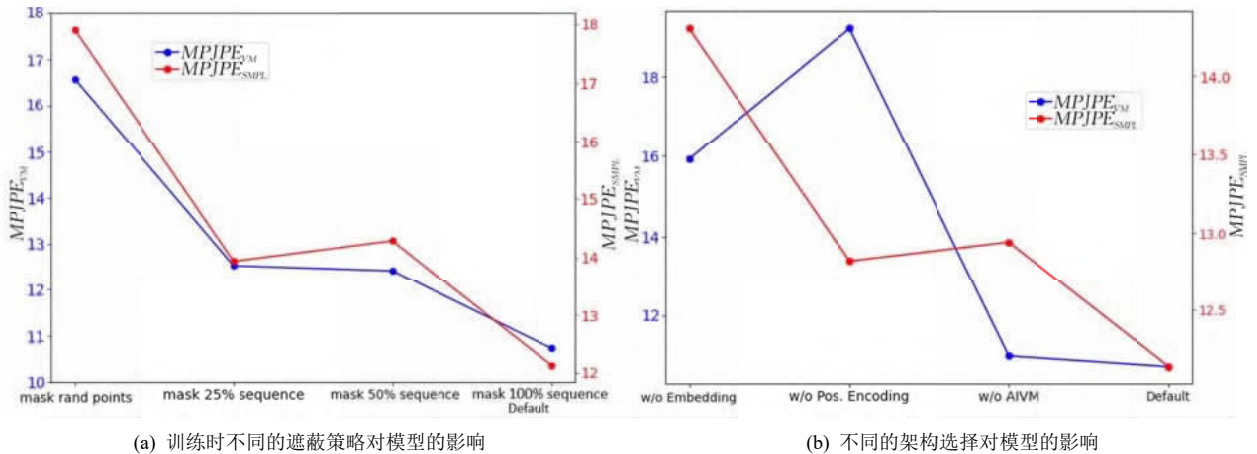 18
17
16
15
14
13
12
11
10
MPJPE_VM
MPJPE_VM
MPJPE_SMPL
18
17
16
15
14
13
12
MPJPE_SMPL
mask rand points
mask 25% sequence
mask 50% sequence
mask 100% sequence
Default
(a) 训练时不同的遮蔽策略对模型的影响
MPJPE_VM
18
16
14
12
MPJPE_VM
MPJPE_SMPL
14.0
13.5
13.0
12.5
MPJPE_SMPL
w/o Embedding
w/o Pos. Encoding
w/o AIVM
Default
(b) 不同的架构选择对模型的影响